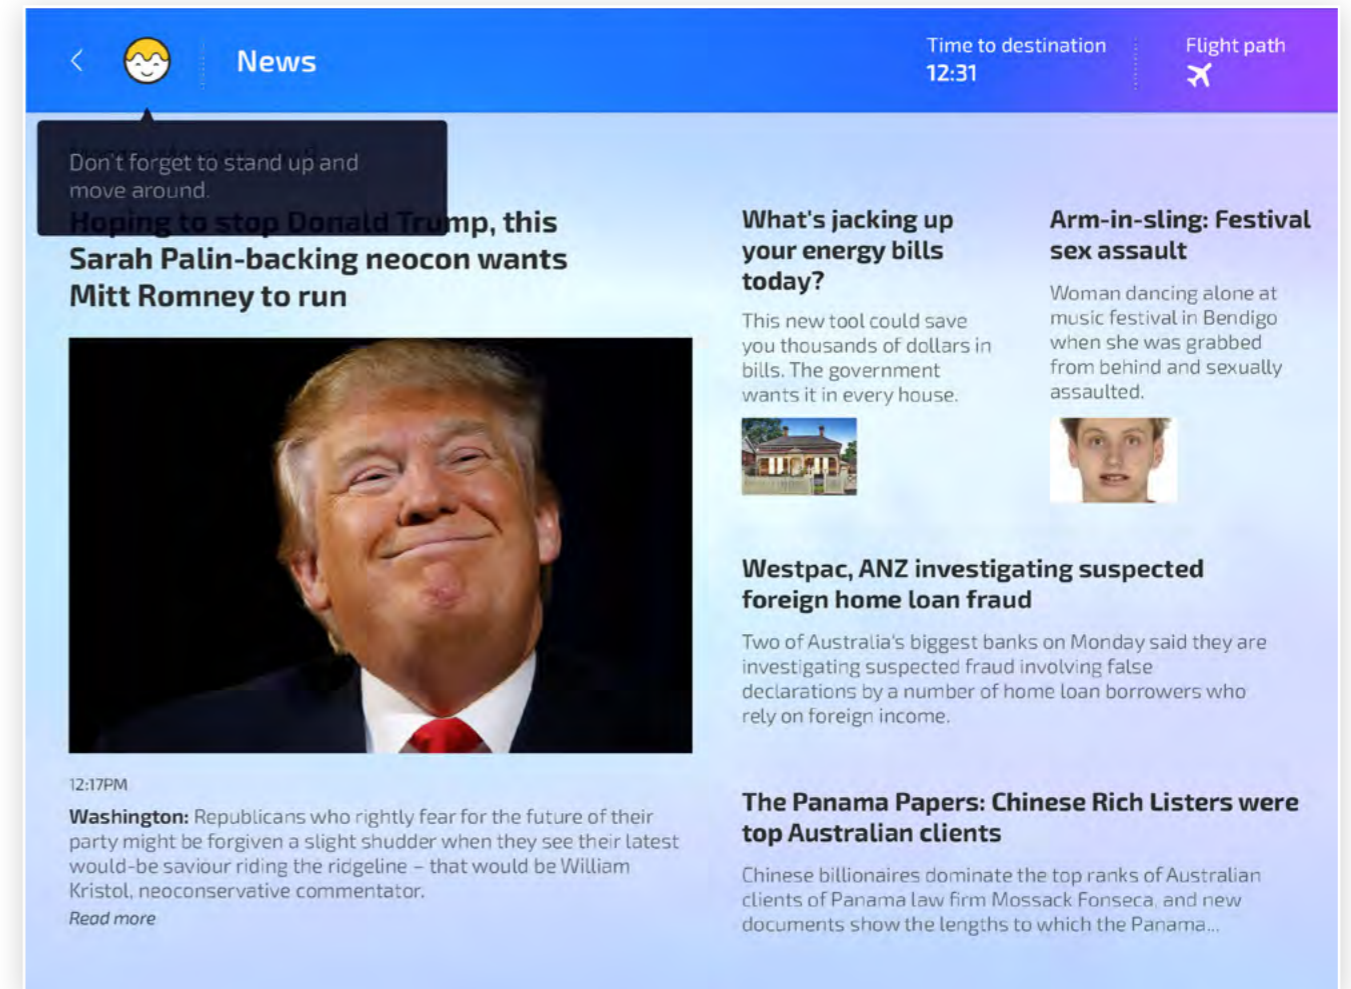 News
Time to destination
12:31
Flight path
Don't forget to stand up and
move around.
Hoping to stop Donald Trump, this
Sarah Palin-backing neocon wants
Mitt Romney to run
12:17PM
Washington: Republicans who rightly fear for the future of their
party might be forgiven a slight shudder when they see their latest
would-be saviour riding the ridgeline – that would be William
Kristol, neoconservative commentator.
Read more
What's jacking up
your energy bills
today?
This new tool could save
you thousands of dollars in
bills. The government
wants it in every house.
Arm-in-sling: Festival
sex assault
Woman dancing alone at
music festival in Bendigo
when she was grabbed
from behind and sexually
assaulted.
Westpac, ANZ investigating suspected
foreign home loan fraud
Two of Australia's biggest banks on Monday said they are
investigating suspected fraud involving false
declarations by a number of home loan borrowers who
rely on foreign income.
The Panama Papers: Chinese Rich Listers were
top Australian clients
Chinese billionaires dominate the top ranks of Australian
clients of Panama law firm Mossack Fonseca, and new
documents show the lengths to which the Panama...